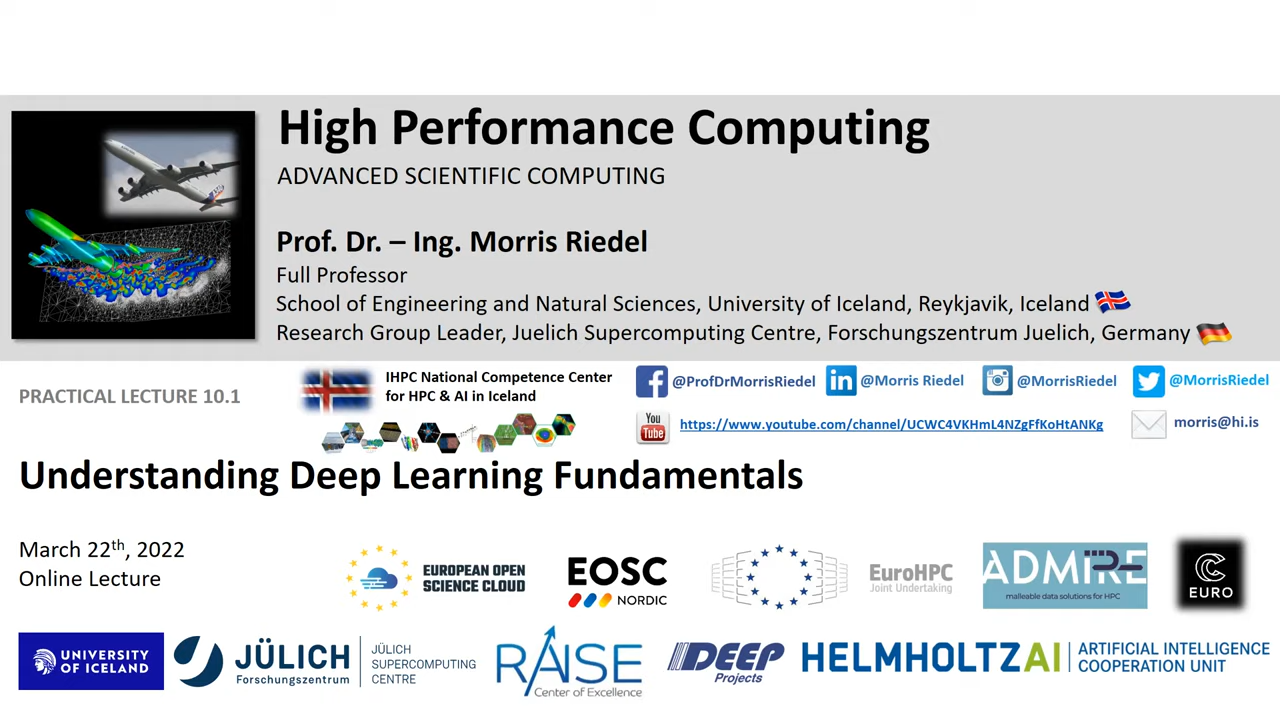 High Performance Computing
ADVANCED SCIENTIFIC COMPUTING
Prof. Dr. – Ing. Morris Riedel
Full Professor
School of Engineering and Natural Sciences, University of Iceland, Reykjavik, Iceland
Research Group Leader, Juelich Supercomputing Centre, Forschungszentrum Juelich, Germany
PRACTICAL LECTURE 10.1
IHPC National Competence Center
for HPC & AI in Iceland
@ProfDrMorrisRiedel
@Morris Riedel
@MorrisRiedel
@MorrisRiedel
You
Tube
https://www.youtube.com/channel/UCWC4VKHmL4NZgFfKoHtANKg
morris@hi.is
Understanding Deep Learning Fundamentals
March 22th, 2022
Online Lecture
EUROPEAN OPEN
SCIENCE CLOUD
EOSC
NORDIC
EuroHPC
Joint Undertaking
ADMIRE
malleable data solutions for HPC
EURO
UNIVERSITY
OF ICELAND
JÜLICH
Forschungszentrum
JÜLICH
SUPERCOMPUTING
CENTRE
RAISE
Center of Excellence
DEEP
Projects
HELMHOLTZAI
ARTIFICIAL INTELLIGENCE
COOPERATION UNIT